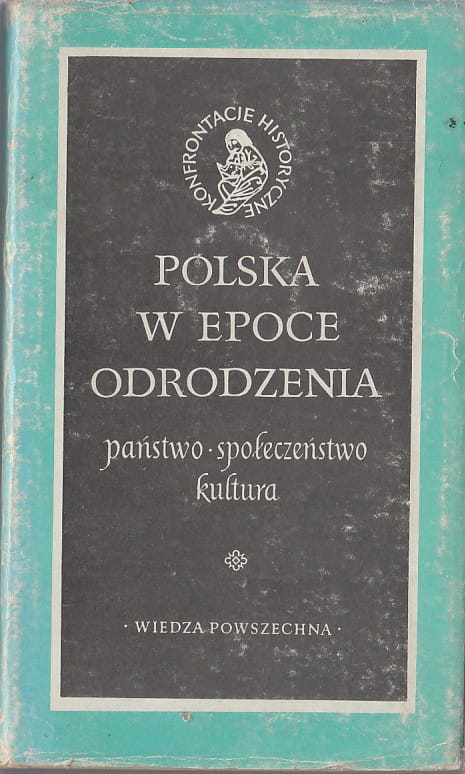 KONFRONTACJE HISTORYCZNE
POLSKA
W EPOCE
ODRODZENIA
państwo · społeczeństwo
kultura
· WIEDZA POWSZECHNA ·